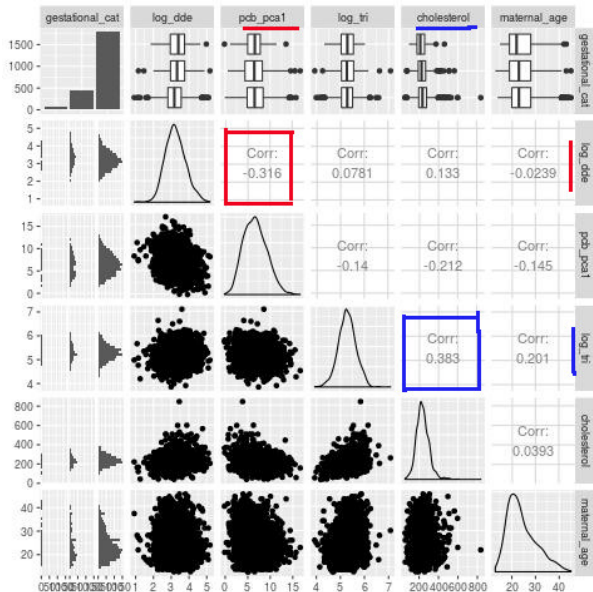 gestational_cat log_dde pcb_pca1 log_tri cholesterol maternal_age
1500
1000
500
0
gestational_cat
5
4
3
2
1
Corr:
-0.316
Corr:
0.0781
Corr:
0.133
Corr:
-0.0239
log_dde
15
10
5
0
Corr:
-0.14
Corr:
-0.212
Corr:
-0.145
pcb_pca1
7
6
5
4
Corr:
0.383
Corr:
0.201
log_tri
800
600
400
200
0
Corr:
0.0393
cholesterol
40
30
20
maternal_age
1 2 3 4 5 0 5 10 15 4 5 6 7 200 400 600 800 20 30 40